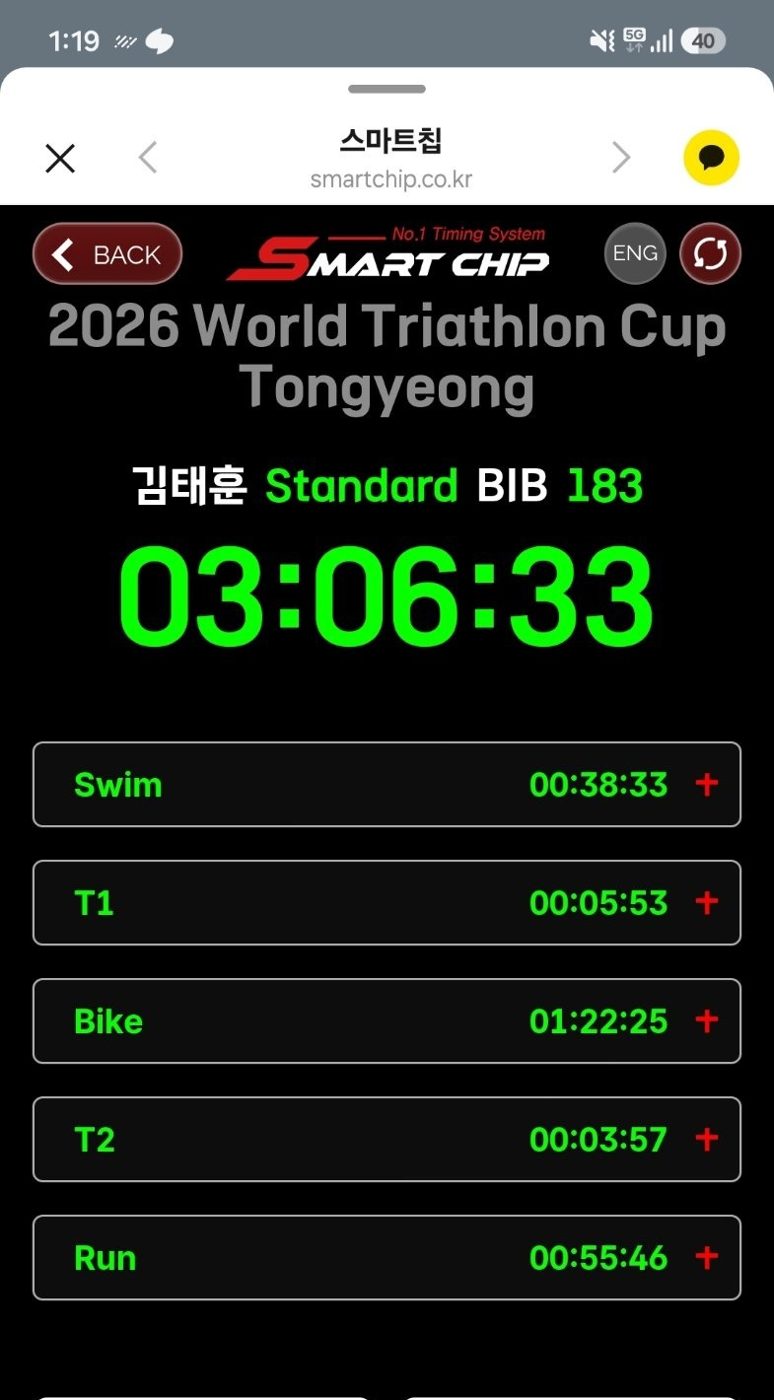 1:19 5G 40
스마트칩
smartchip.co.kr
BACK
No.1 Timing System
SMART CHIP
ENG
2026 World Triathlon Cup
Tongyeong
김태훈 Standard BIB 183
03:06:33
Swim 00:38:33 +
T1 00:05:53 +
Bike 01:22:25 +
T2 00:03:57 +
Run 00:55:46 +